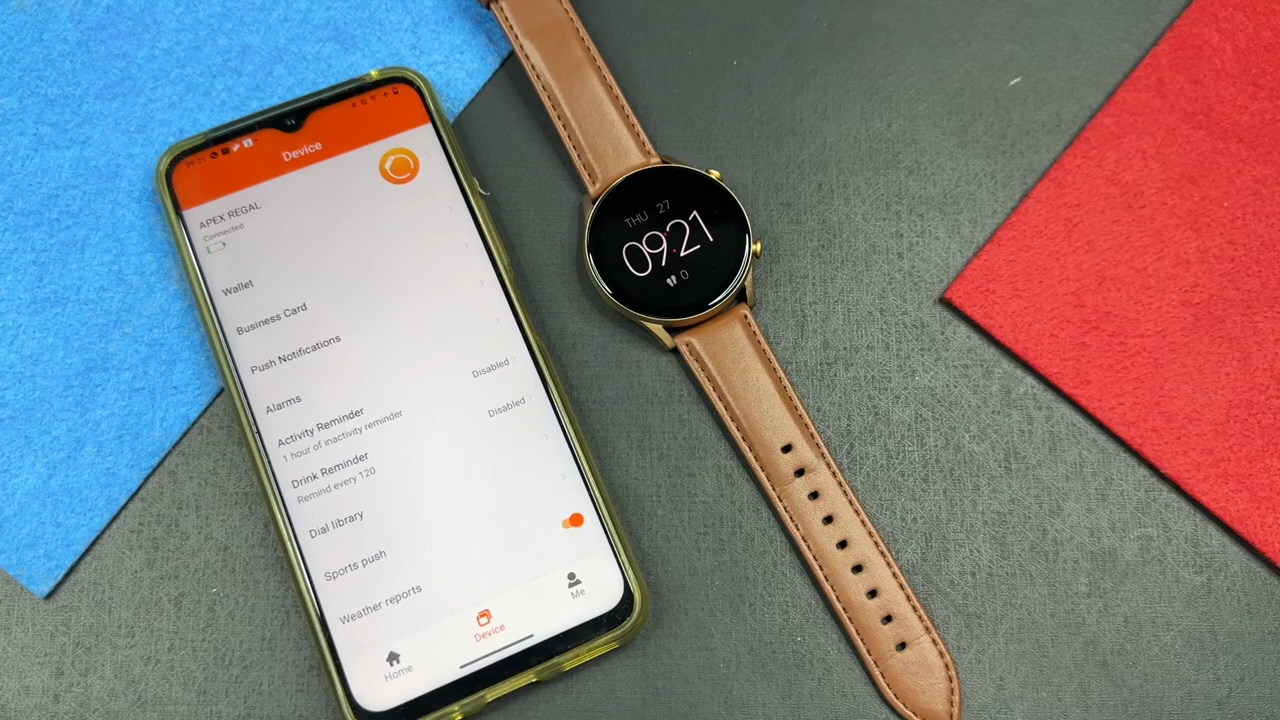 09:21
Device
APEX REGAL
Connected
Wallet
Business Card
Push Notifications
Alarms
Activity Reminder
1 hour of inactivity reminder
Disabled
Drink Reminder
Remind every 120
Disabled
Dial library
Sports push
Weather reports
Home
Device
Me
THU 27
09:21
0